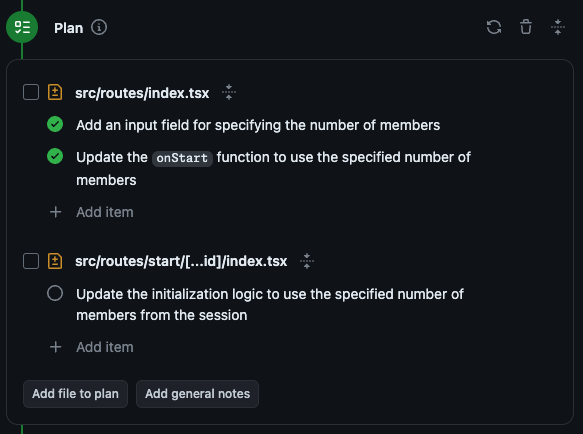 Plan
src/routes/index.tsx
Add an input field for specifying the number of members
Update the onStart function to use the specified number of
members
Add item
src/routes/start/[...id]/index.tsx
Update the initialization logic to use the specified number of
members from the session
Add item
Add file to plan
Add general notes